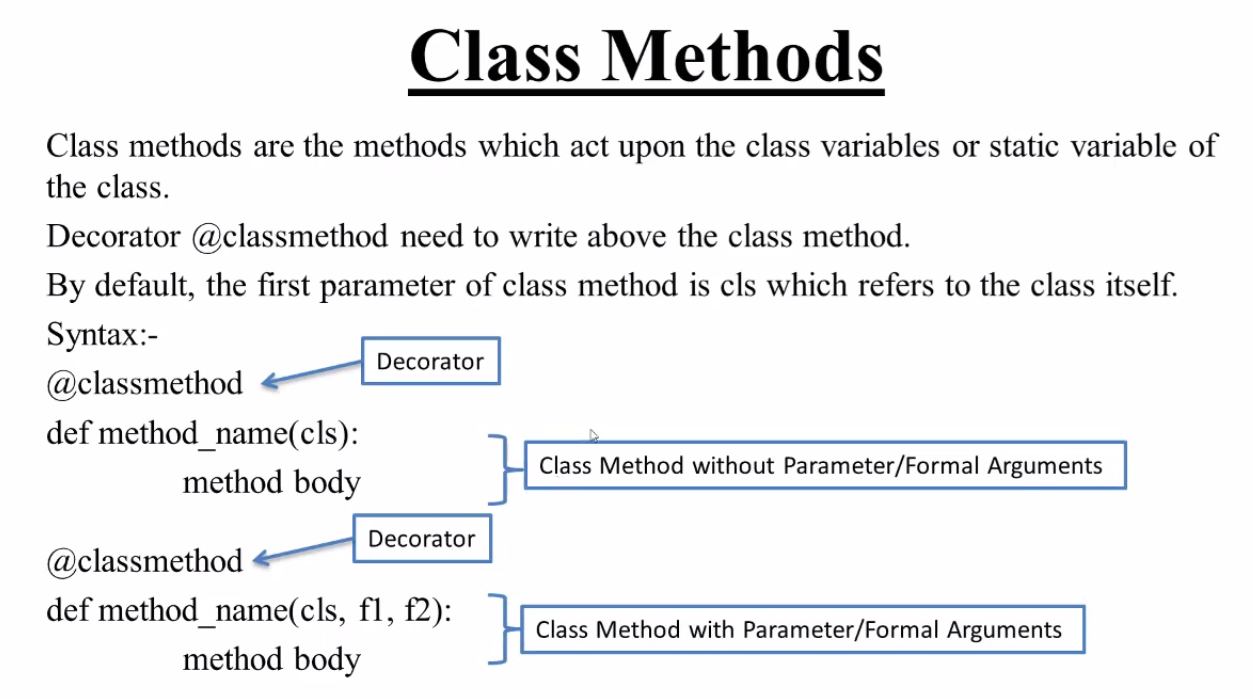 Class Methods
Class methods are the methods which act upon the class variables or static variable of
the class.
Decorator @classmethod need to write above the class method.
By default, the first parameter of class method is cls which refers to the class itself.
Syntax:-
Decorator
@classmethod
def method_name(cls):
method body
Class Method without Parameter/Formal Arguments
Decorator
@classmethod
def method_name(cls, f1, f2):
method body
Class Method with Parameter/Formal Arguments